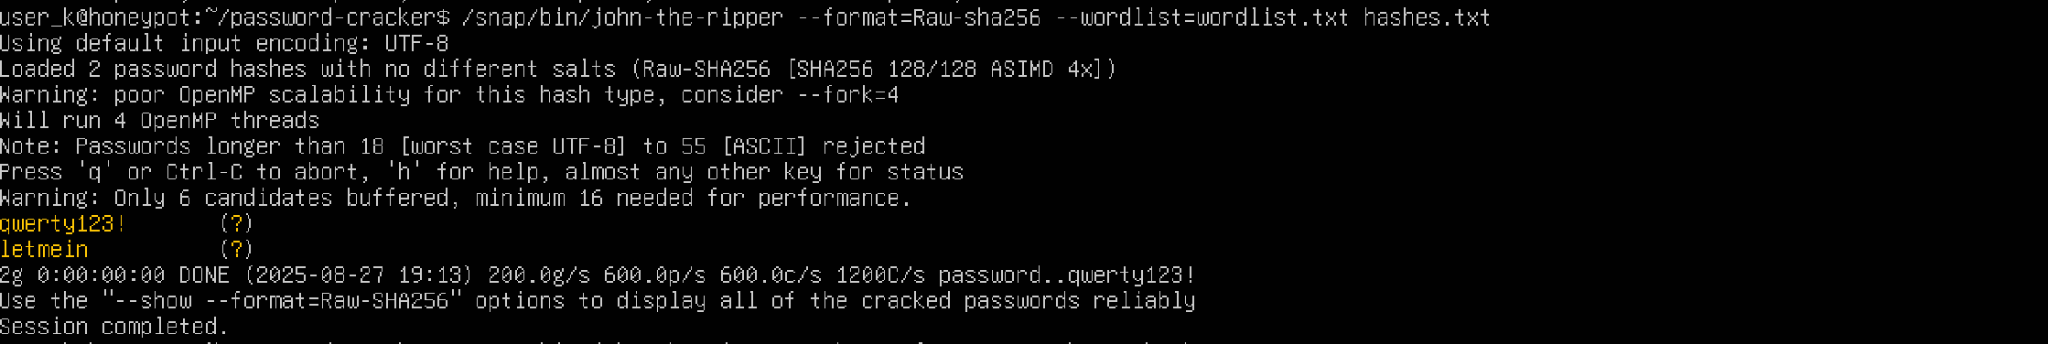 user_k@honeypot:~/password-cracker$ /snap/bin/john-the-ripper --format=Raw-sha256 --wordlist=wordlist.txt hashes.txt
Using default input encoding: UTF-8
Loaded 2 password hashes with no different salts (Raw-SHA256 [SHA256 128/128 ASIMD 4x])
Warning: poor OpenMP scalability for this hash type, consider --fork=4
Will run 4 OpenMP threads
Note: Passwords longer than 18 [worst case UTF-8] to 55 [ASCII] rejected
Press 'q' or Ctrl-C to abort, 'h' for help, almost any other key for status
Warning: Only 6 candidates buffered, minimum 16 needed for performance.
qwerty123!       (?)
letmein          (?)
2g 0:00:00:00 DONE (2025-08-27 19:13) 200.0g/s 600.0p/s 600.0c/s 1200C/s password..qwerty123!
Use the "--show --format=Raw-SHA256" options to display all of the cracked passwords reliably
Session completed.